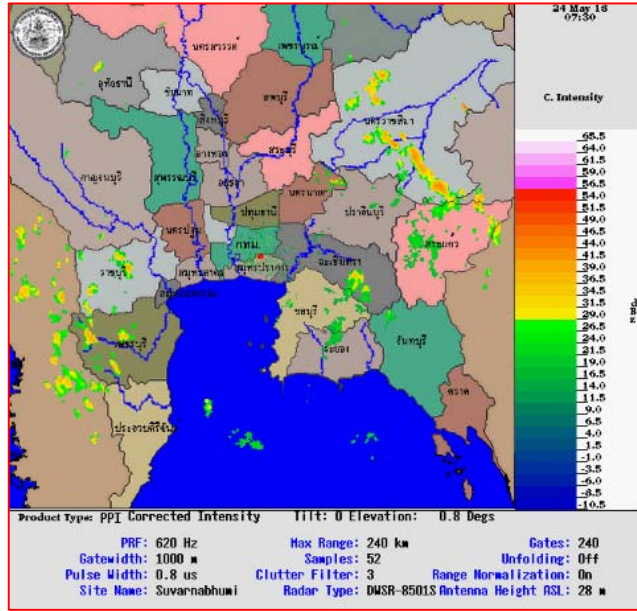 24 May 18
07:30
C. Intensity
นครสวรรค์
เพชรบูรณ์
อุทัยธานี
ชัยนาท
ลพบุรี
สิงห์บุรี
นครราชสีมา
อ่างทอง
สระบุรี
กาญจนบุรี
สุพรรณบุรี
อยุธยา
นครนายก
ปราจีนบุรี
ปทุมธานี
นครปฐม
กทม.
สระแก้ว
ฉะเชิงเทรา
ราชบุรี
สมุทรสาคร
สมุทรปราการ
ชลบุรี
เพชรบุรี
ระยอง
จันทบุรี
ตราด
ประจวบคีรีขันธ์
65.5
64.0
62.5
61.0
59.5
58.0
56.5
54.0
51.5
49.0
46.5
44.0
41.5
39.0
36.5
34.0
31.5
29.0
26.5
24.0
21.5
19.0
16.5
14.0
11.5
9.0
6.5
4.0
1.5
-1.0
-3.5
-6.0
-8.5
-10.5
Product Type: PPI Corrected Intensity Tilt: 0 Elevation: 0.8 Degs
PRF: 620 Hz Max Range: 240 km Gates: 240
Gatewidth: 1000 m Samples: 52 Unfolding: Off
Pulse Width: 0.8 us Clutter Filter: 3 Range Normalization: On
Site Name: Suvarnabhumi Radar Type: DWSR-8501S Antenna Height ASL: 28 m